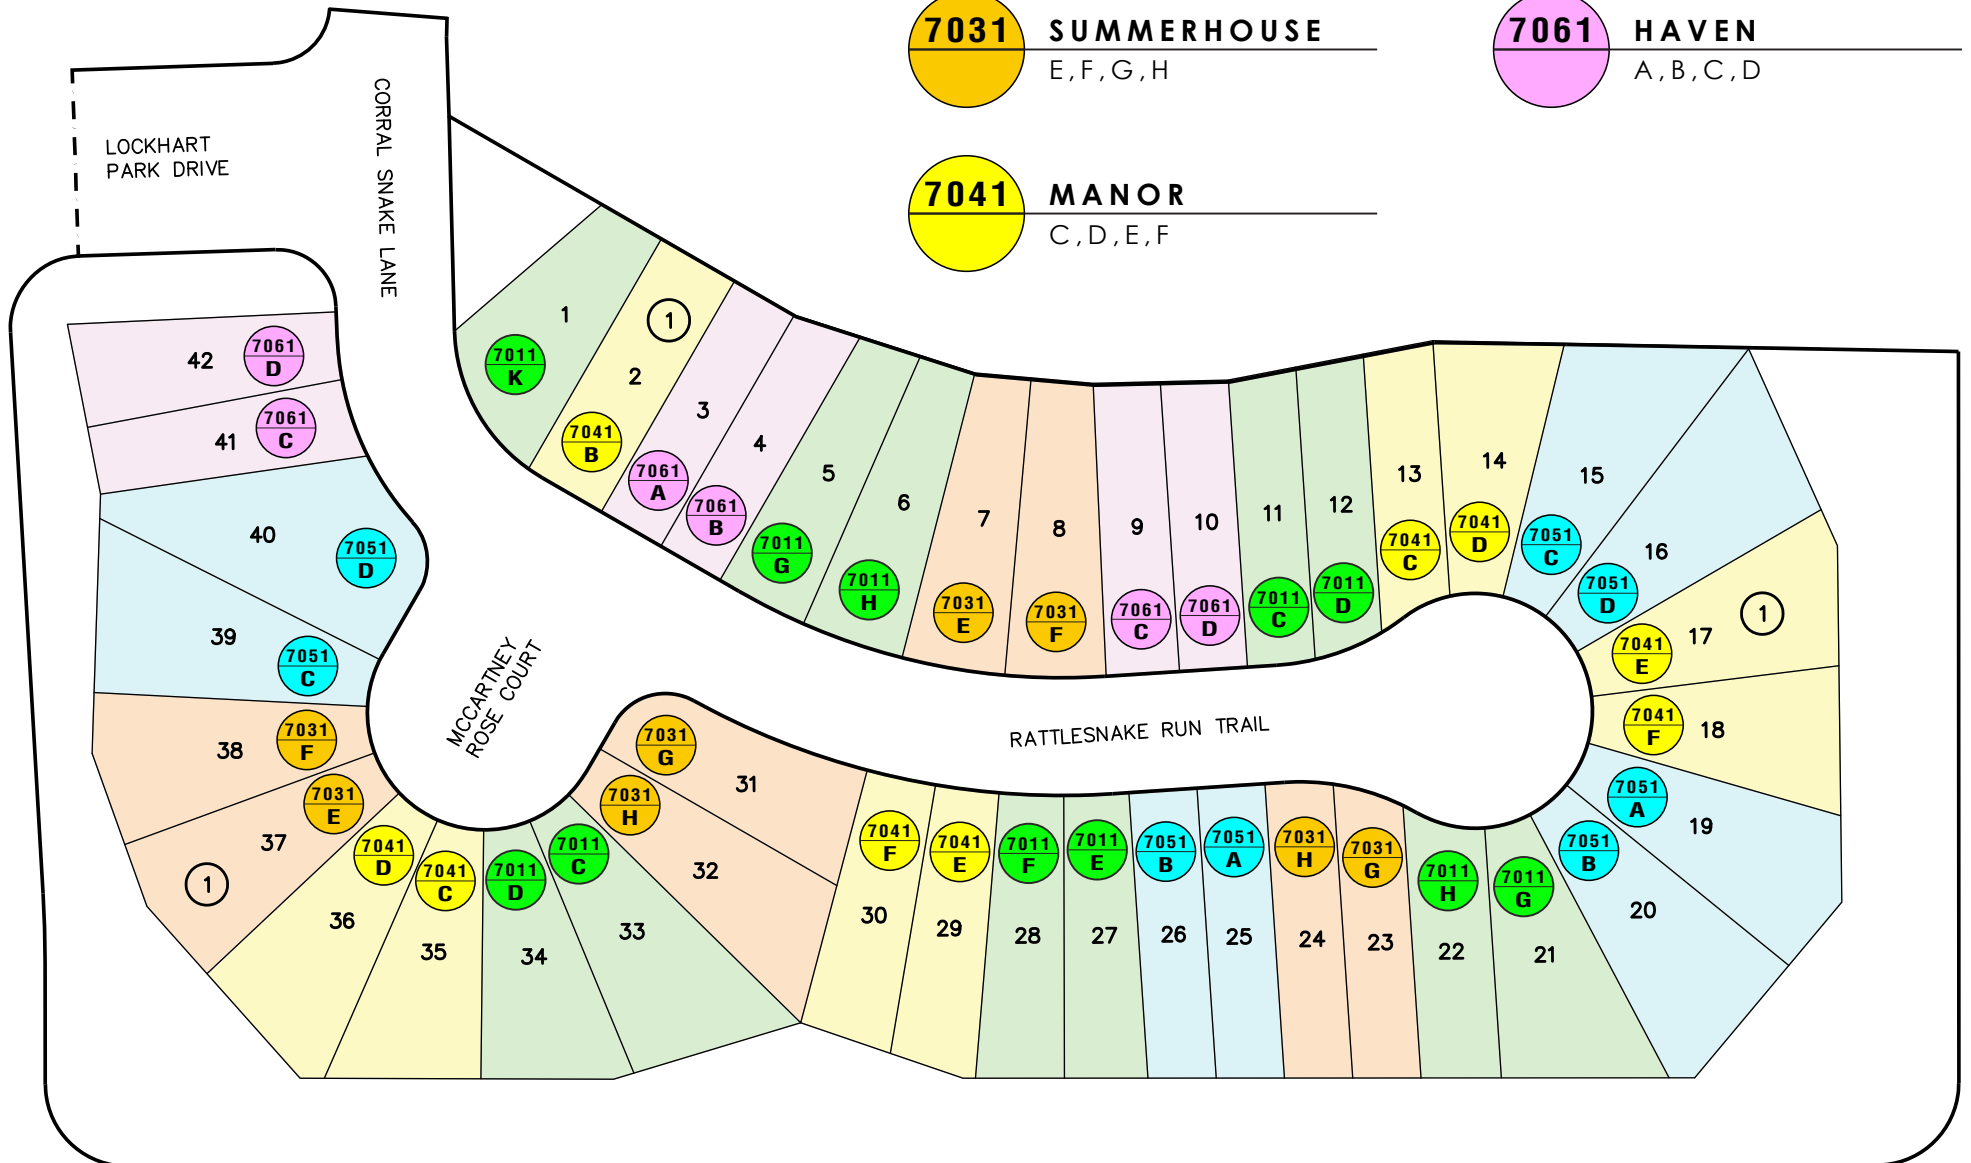 7031 SUMMERHOUSE
E,F,G,H
7061 HAVEN
A,B,C,D
7041 MANOR
C,D,E,F
LOCKHART
PARK DRIVE
CORRAL SNAKE LANE
MCCARTNEY
ROSE COURT
RATTLESNAKE RUN TRAIL
1
7011
K
1
2
7041
B
3
7061
A
4
7061
B
5
7011
G
6
7011
H
7
7031
E
8
7031
F
9
7061
C
10
7061
D
11
7011
C
12
7011
D
13
7041
C
14
7041
D
15
7051
C
16
7051
D
17
1
7041
E
18
7041
F
19
7051
A
20
7051
B
21
7011
G
22
7011
H
23
7031
G
24
7031
H
25
7051
A
26
7051
B
27
7011
E
28
7011
F
29
7041
E
30
7041
F
31
7031
G
32
7031
H
33
7011
C
34
7011
D
35
7041
C
36
7041
D
37
1
7031
E
38
7031
F
39
7051
C
40
7051
D
41
7061
C
42
7061
D